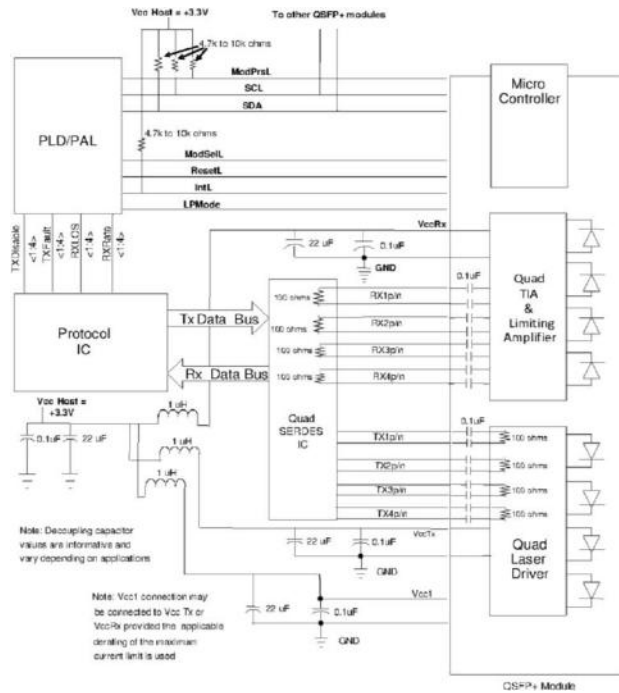 Vcc Host = +3.3V
To other QSFP+ modules
4.7k to 10k ohms
ModPrsL
SCL
SDA
Micro
Controller
PLD/PAL
4.7k to 10k ohms
ModSelL
ResetL
IntL
LPMode
TXDisable
<1:4>
TXFault
<1:4>
RXLOS
<1:4>
RXRate
<1:4>
VccRx
22 uF
0.1uF
GND
0.1uF
Quad
TIA
&
Limiting
Amplifier
Protocol
IC
Tx Data Bus
Rx Data Bus
100 ohms
RX1p/n
100 ohms
RX2p/n
100 ohms
RX3p/n
100 ohms
RX4p/n
Quad
SERDES
IC
Vcc Host =
+3.3V
0.1uF
22 uF
1 uH
1 uH
1 uH
0.1uF
TX1p/n
100 ohms
TX2p/n
100 ohms
TX3p/n
100 ohms
TX4p/n
100 ohms
Quad
Laser
Driver
VccTx
22 uF
0.1uF
GND
Note: Decoupling capacitor
values are informative and
vary depending on applications
Note: Vcc1 connection may
be connected to Vcc Tx or
VccRx provided the applicable
derating of the maximum
current limit is used
Vcc1
22 uF
0.1uF
GND
QSFP+ Module